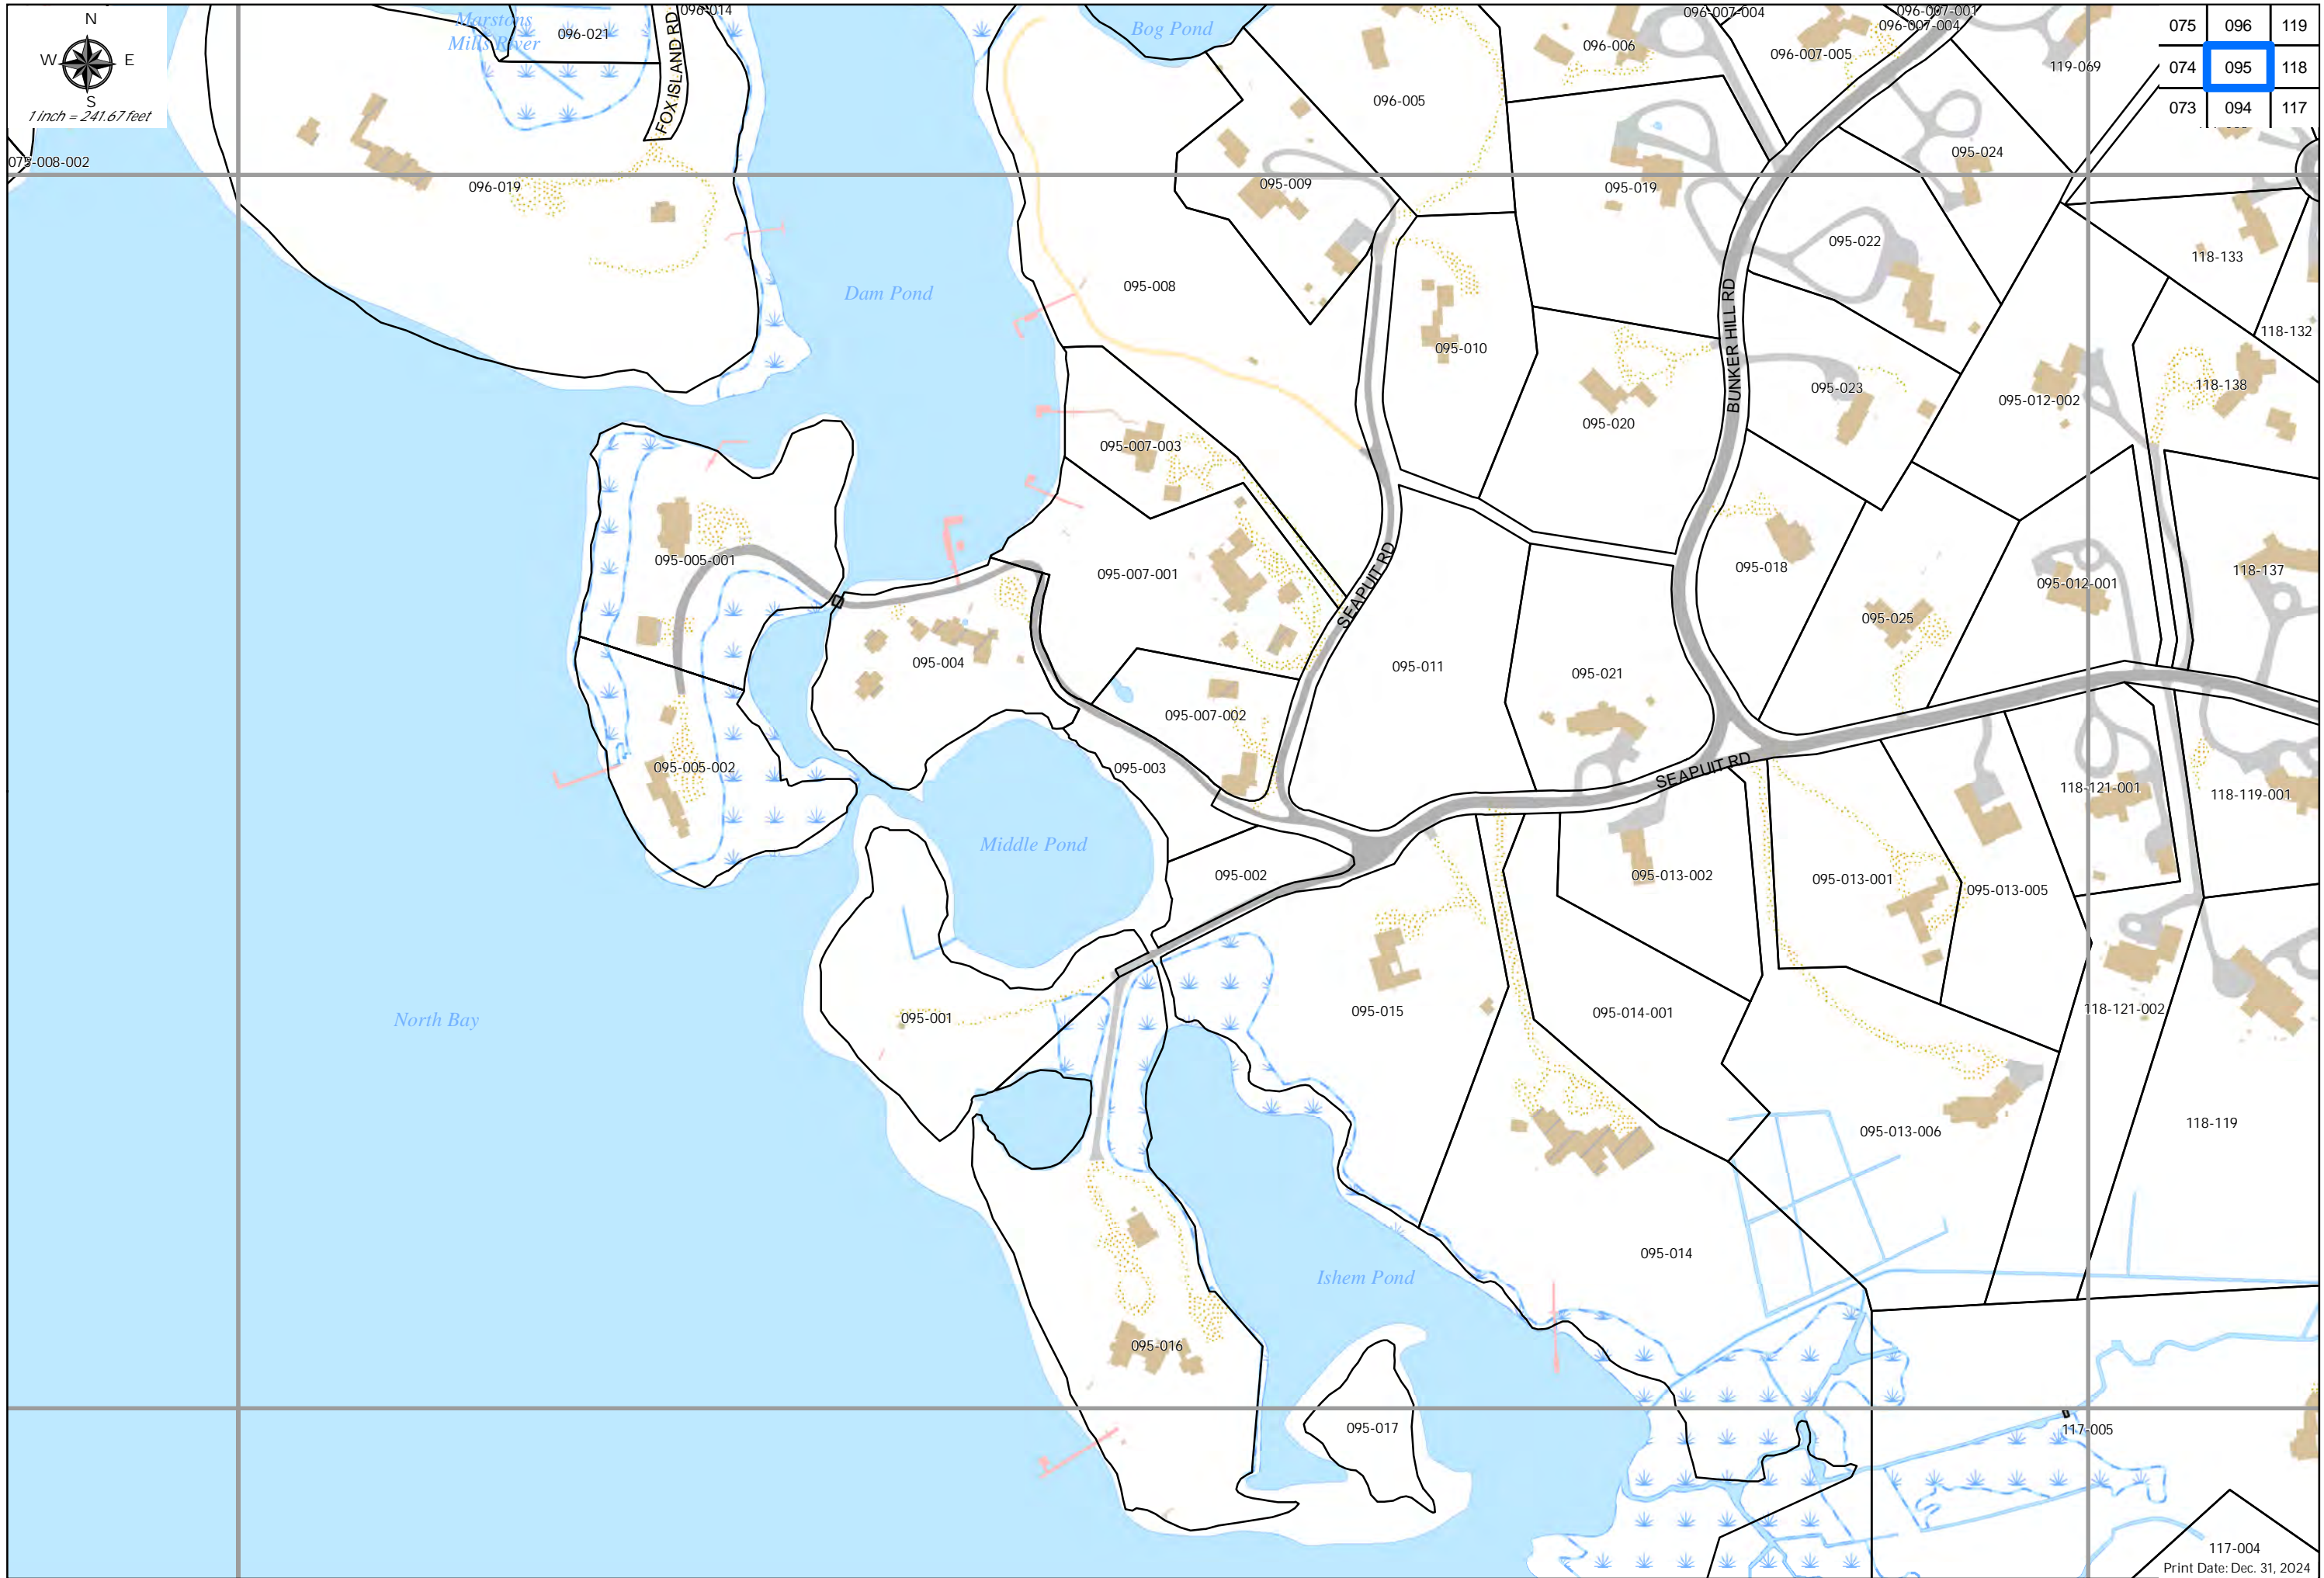 N
W E
S
1 inch = 241.67 feet
075 096 119
074 095 118
073 094 117
Marstons
Mills River
096-021
FOX ISLAND RD
096-014
Bog Pond
096-007-004
096-007-001
096-007-004
096-006
096-007-005
119-069
096-005
075-008-002
096-019
095-009
095-019
095-024
095-022
118-133
Dam Pond
095-008
118-132
095-010
BUNKER HILL RD
095-023
118-138
095-012-002
095-020
095-007-003
095-005-001
095-007-001
SEAPUIT RD
095-018
118-137
095-012-001
095-025
095-004
095-011
095-021
095-007-002
095-005-002
095-003
SEAPUIT RD
118-121-001
118-119-001
Middle Pond
095-002
095-013-002
095-013-001
095-013-005
North Bay
095-001
095-015
095-014-001
118-121-002
095-013-006
118-119
Ishem Pond
095-014
095-016
095-017
117-005
117-004
Print Date: Dec. 31, 2024